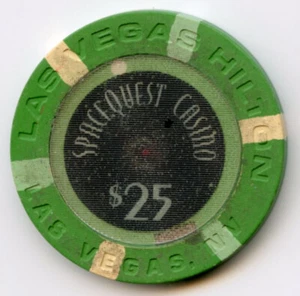 LAS VEGAS HILTON
SPACEQUEST CASINO
$25
LAS VEGAS, NV